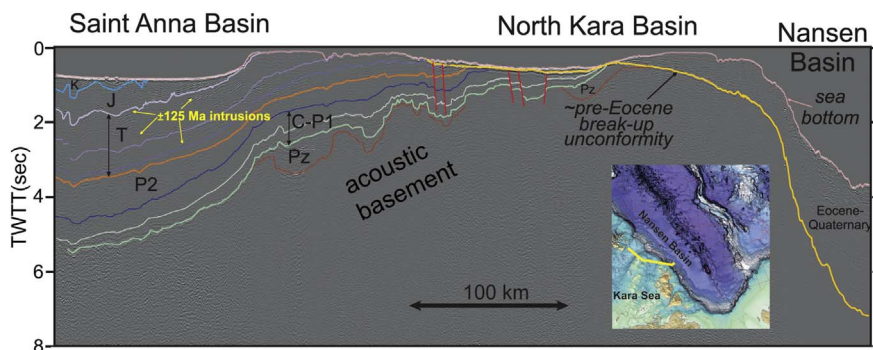 Saint Anna Basin
North Kara Basin
Nansen
Basin
0
2
4
6
8
TWTT(sec)
K
J
T
±125 Ma intrusions
P2
C-P1
Pz
acoustic
basement
Pz
~pre-Eocene
break-up
unconformity
sea
bottom
Eocene-
Quaternary
100 km
Nansen Basin
Kara Sea